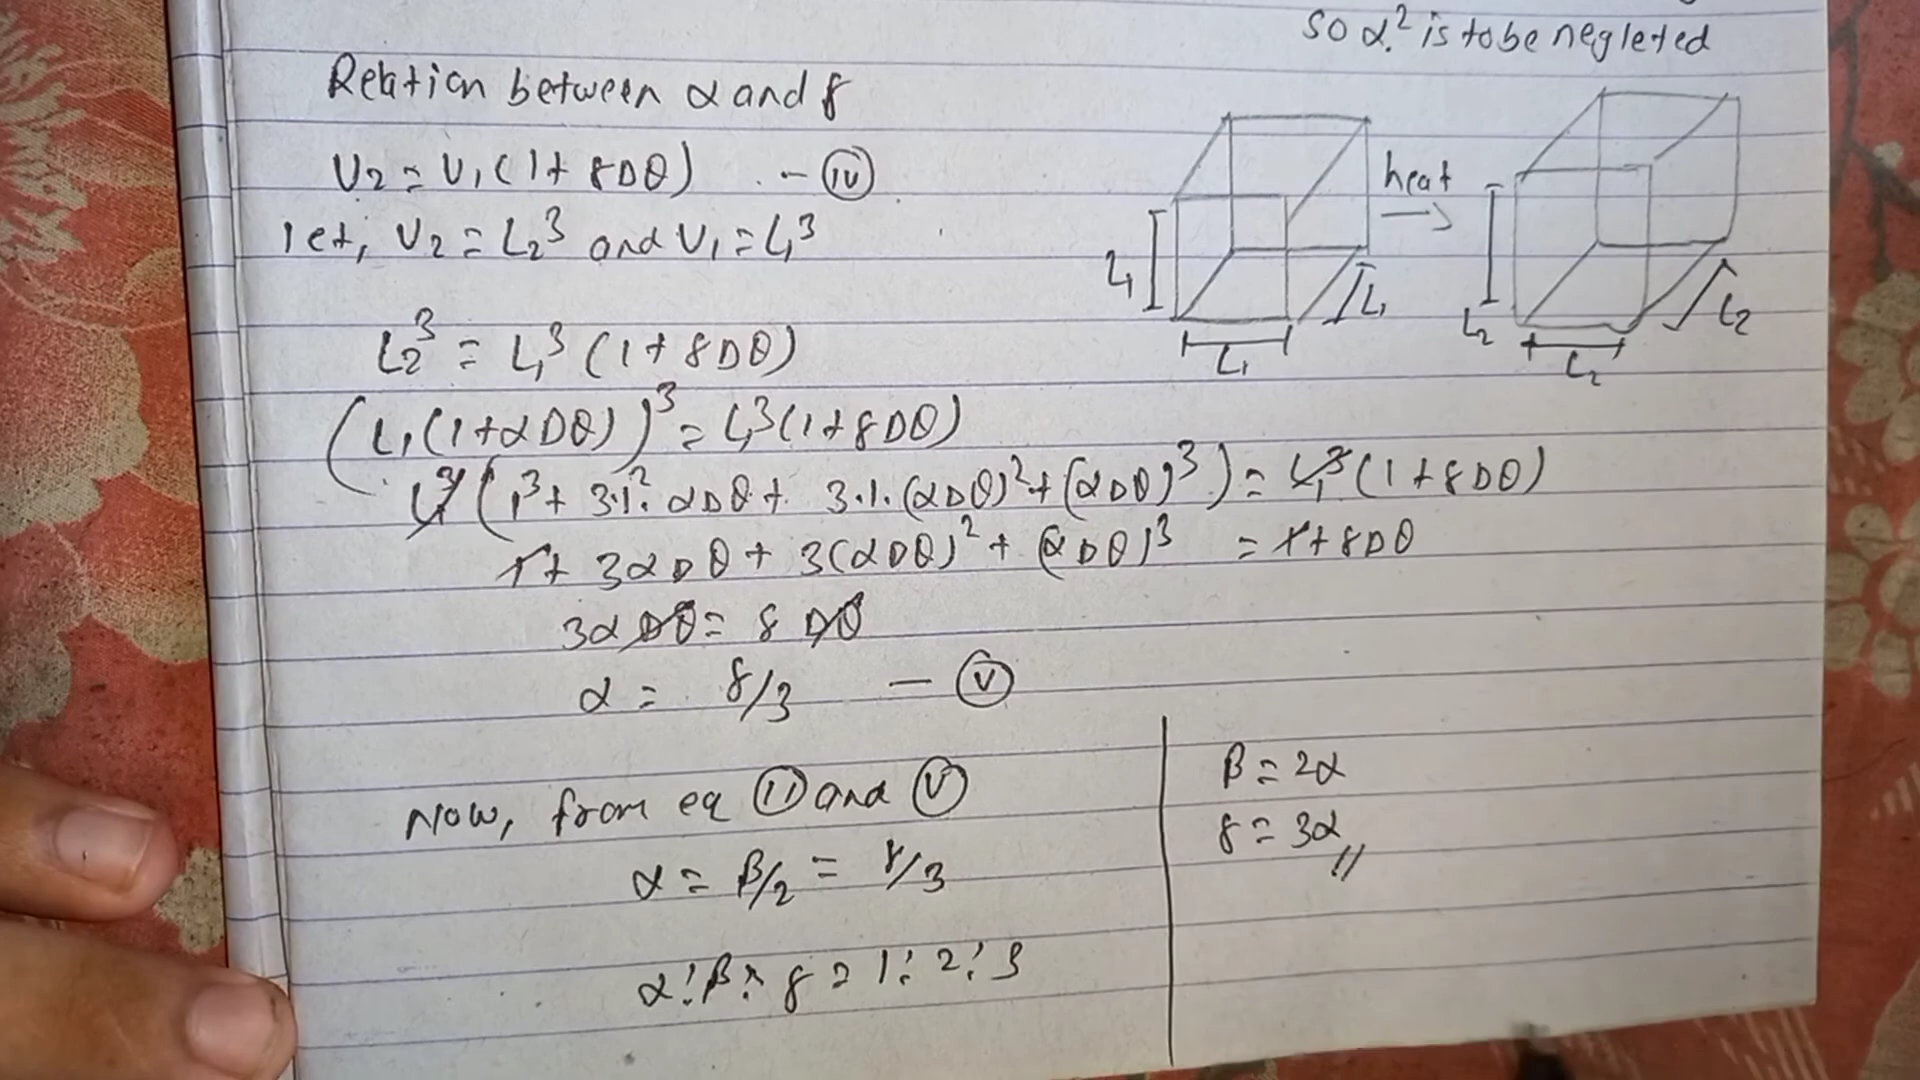 so α² is to be negleted
Relation between α and γ
V₂ = V₁ (1 + γΔθ) - (iv)
let, V₂ = L₂³ and V₁ = L₁³
heat
L₁ L₁ L₁
L₂ L₂ L₂
L₂³ = L₁³ (1 + γΔθ)
(L₁(1+αΔθ))³ = L₁³(1+γΔθ)
L₁³ (1³ + 3·1²·αΔθ + 3·1·(αΔθ)² + (αΔθ)³) = L₁³ (1+γΔθ)
1 + 3αΔθ + 3(αΔθ)² + (αΔθ)³ = 1 + γΔθ
3αΔθ = γΔθ
α = γ/3 — (v)
Now, from eq (ii) and (v)
α = β/2 = γ/3
α : β : γ = 1 : 2 : 3
β = 2α
γ = 3α //